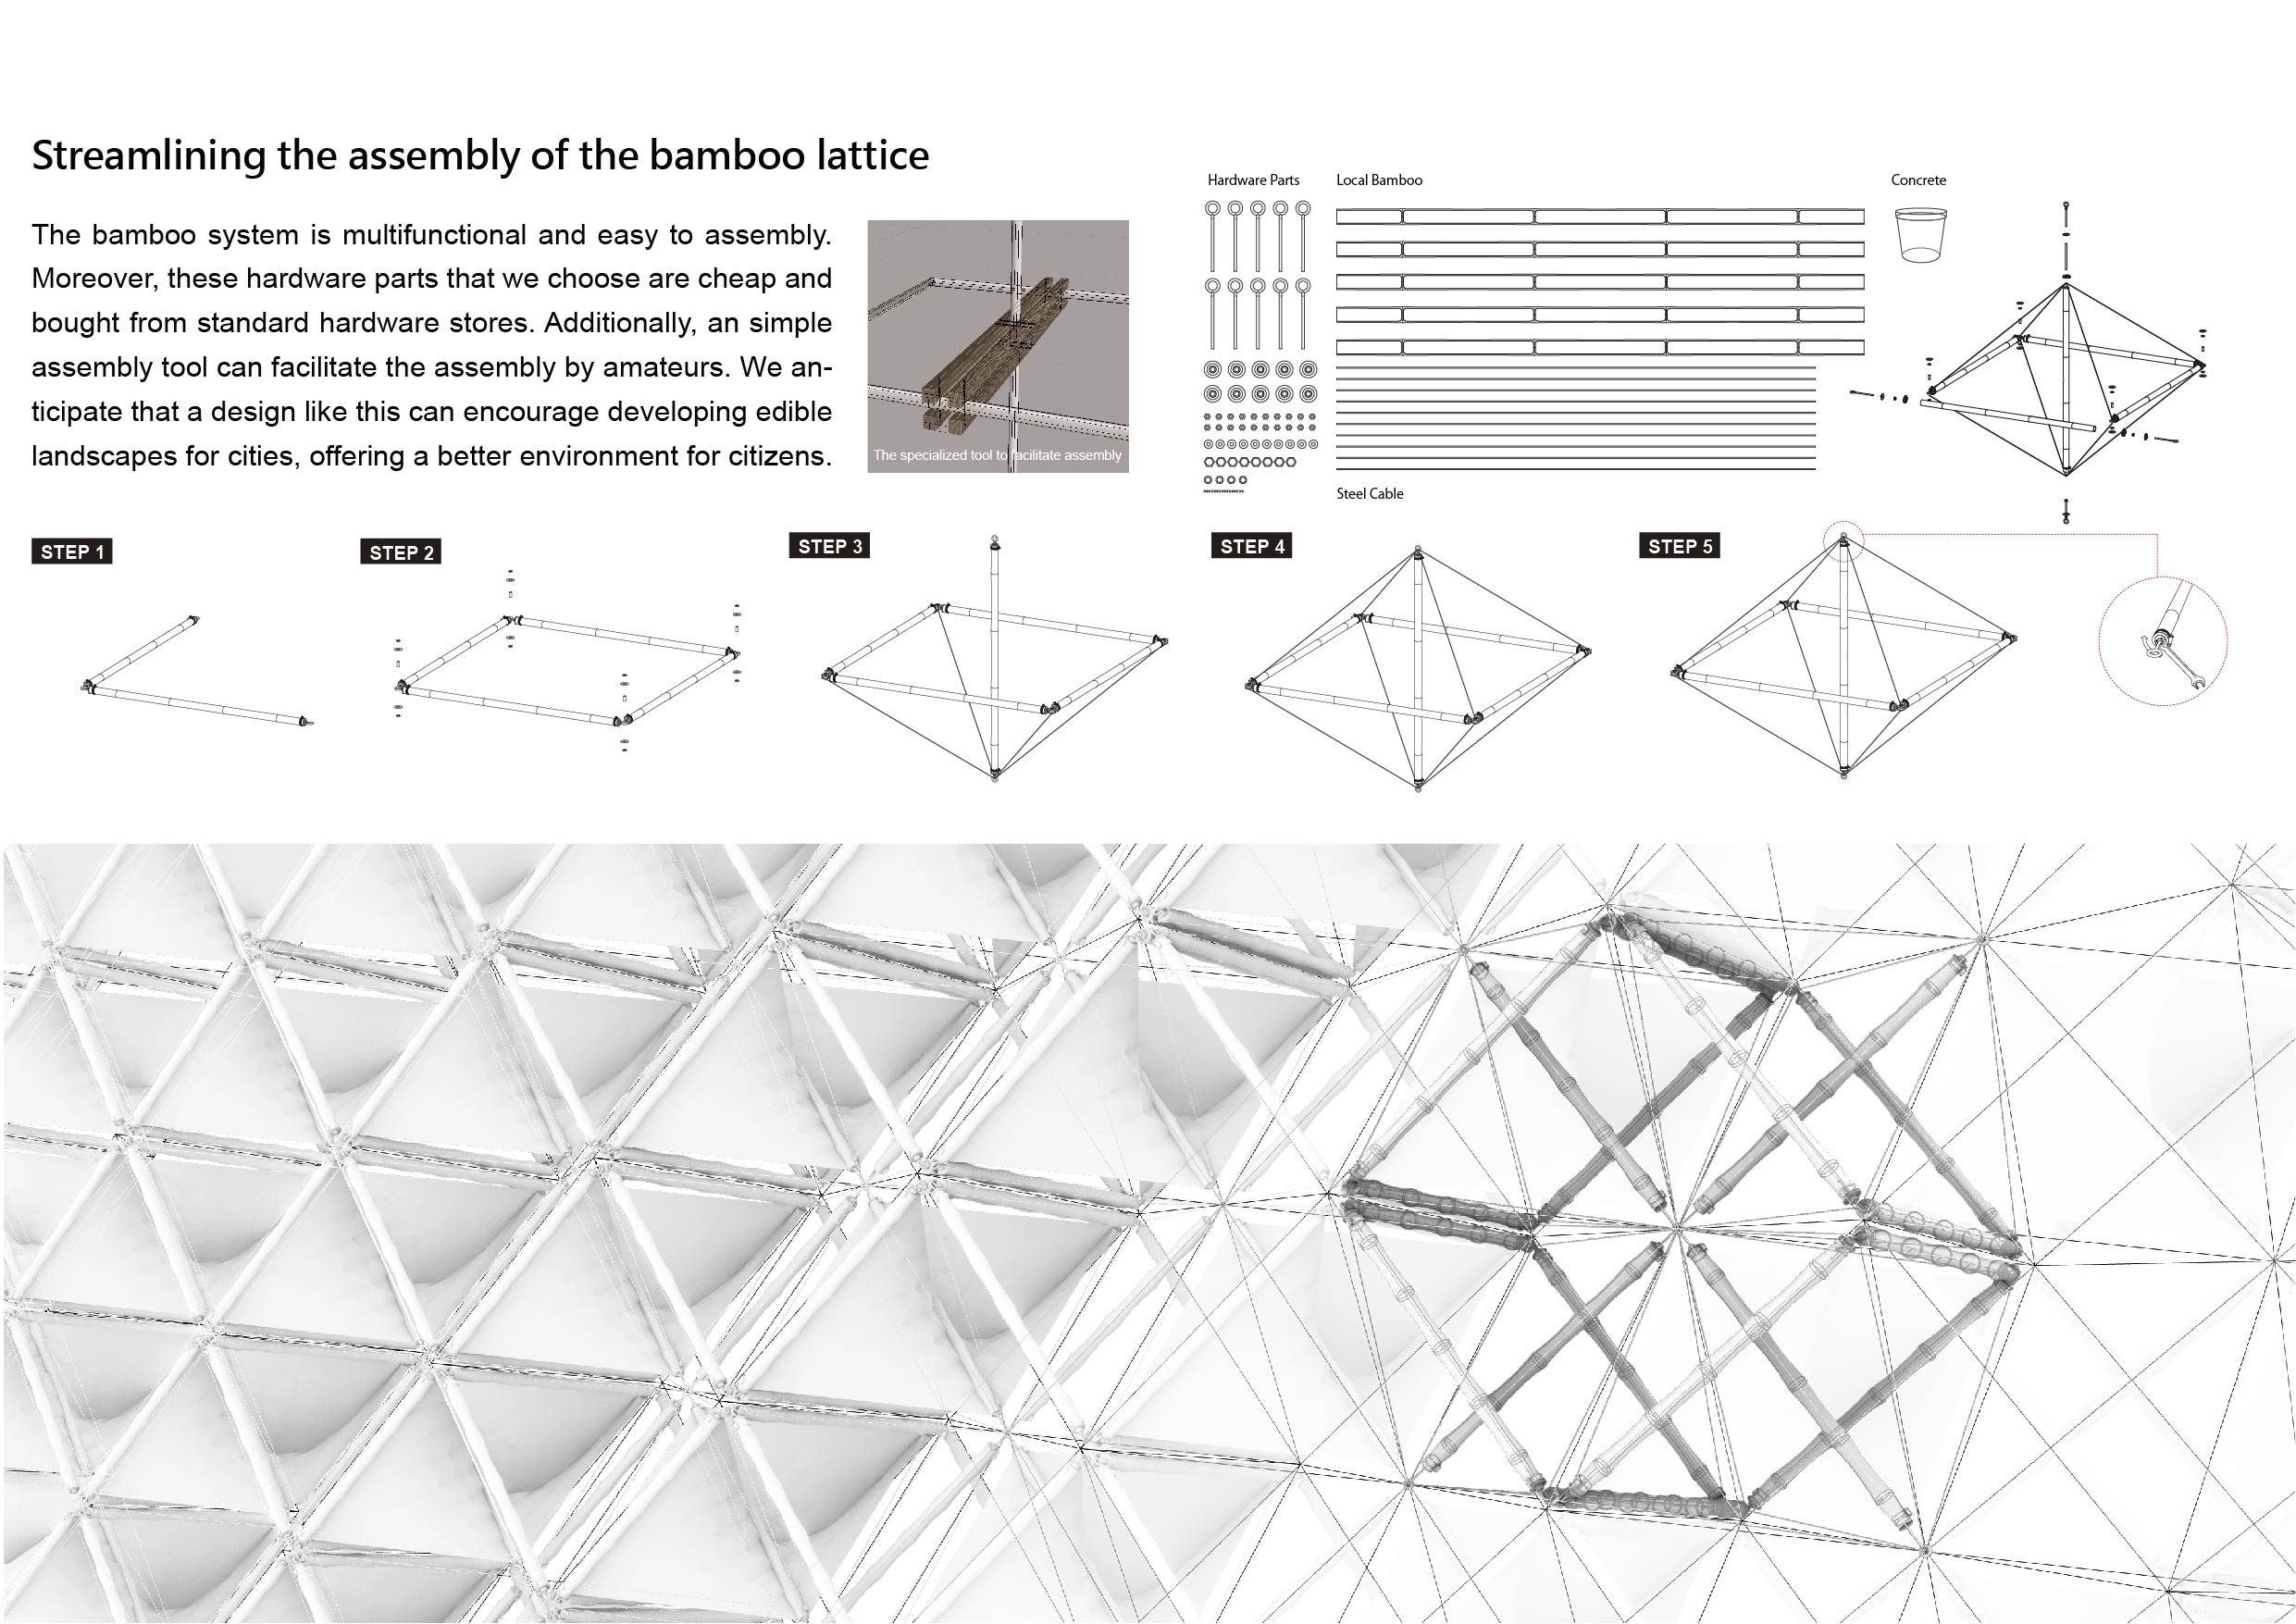 Streamlining the assembly of the bamboo lattice
The bamboo system is multifunctional and easy to assembly.
Moreover, these hardware parts that we choose are cheap and
bought from standard hardware stores. Additionally, an simple
assembly tool can facilitate the assembly by amateurs. We an-
ticipate that a design like this can encourage developing edible
landscapes for cities, offering a better environment for citizens.
The specialized tool to facilitate assembly
Hardware Parts
Local Bamboo
Concrete
Steel Cable
STEP 1
STEP 2
STEP 3
STEP 4
STEP 5